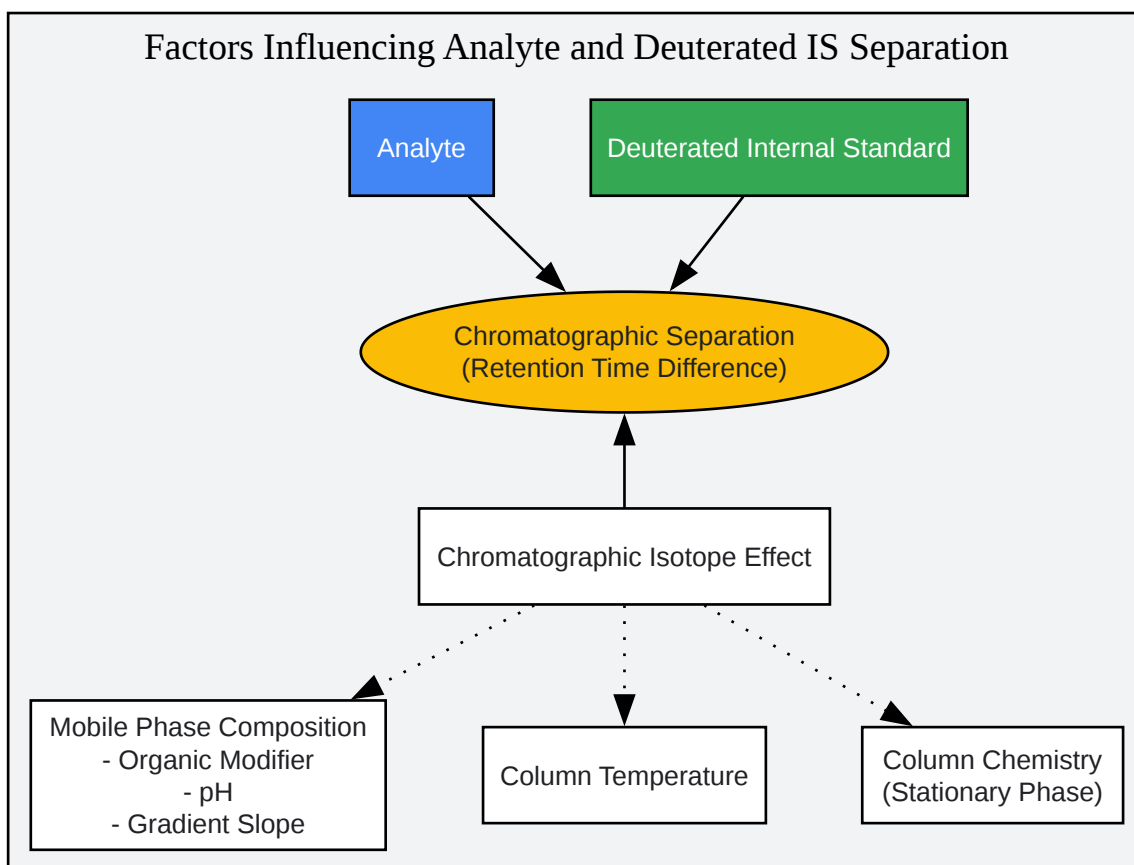 Factors Influencing Analyte and Deuterated IS Separation
Analyte
Deuterated Internal Standard
Chromatographic Separation
(Retention Time Difference)
Chromatographic Isotope Effect
Mobile Phase Composition
- Organic Modifier
- pH
- Gradient Slope
Column Temperature
Column Chemistry
(Stationary Phase)